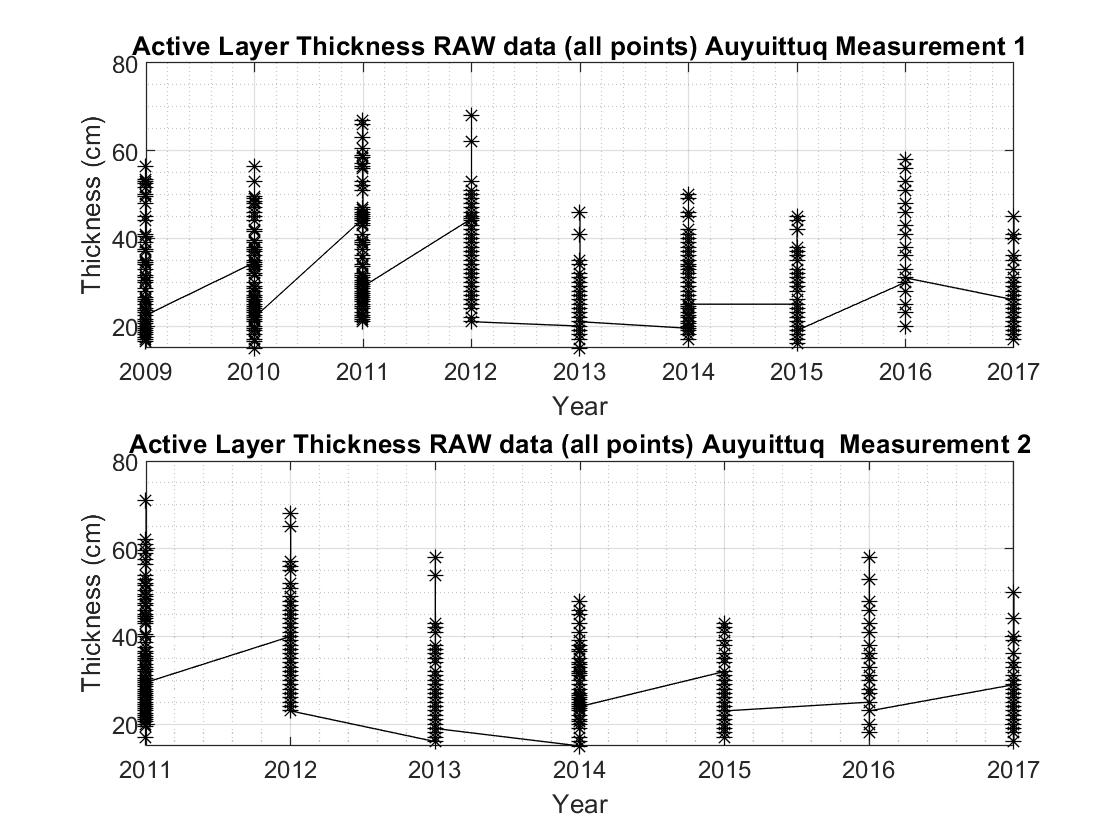 Active Layer Thickness RAW data (all points) Auyuittuq Measurement 1
80
60
40
20
Thickness (cm)
2009 2010 2011 2012 2013 2014 2015 2016 2017
Year
Active Layer Thickness RAW data (all points) Auyuittuq  Measurement 2
80
60
40
20
Thickness (cm)
2011 2012 2013 2014 2015 2016 2017
Year